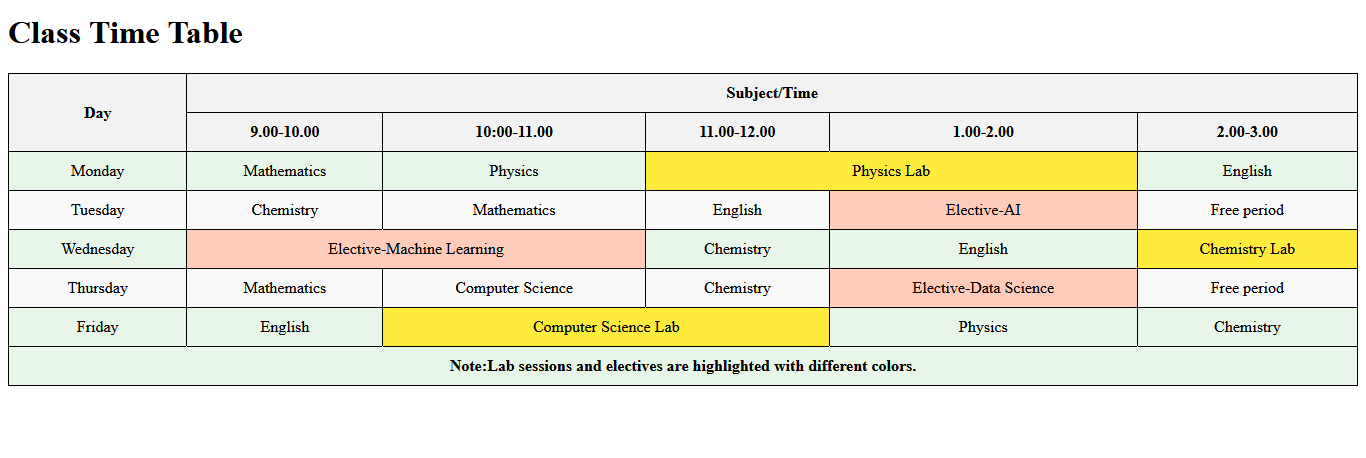 Class Time Table
Day Subject/Time
9.00-10.00 10:00-11.00 11.00-12.00 1.00-2.00 2.00-3.00
Monday Mathematics Physics Physics Lab English
Tuesday Chemistry Mathematics English Elective-AI Free period
Wednesday Elective-Machine Learning Chemistry English Chemistry Lab
Thursday Mathematics Computer Science Chemistry Elective-Data Science Free period
Friday English Computer Science Lab Physics Chemistry
Note:Lab sessions and electives are highlighted with different colors.